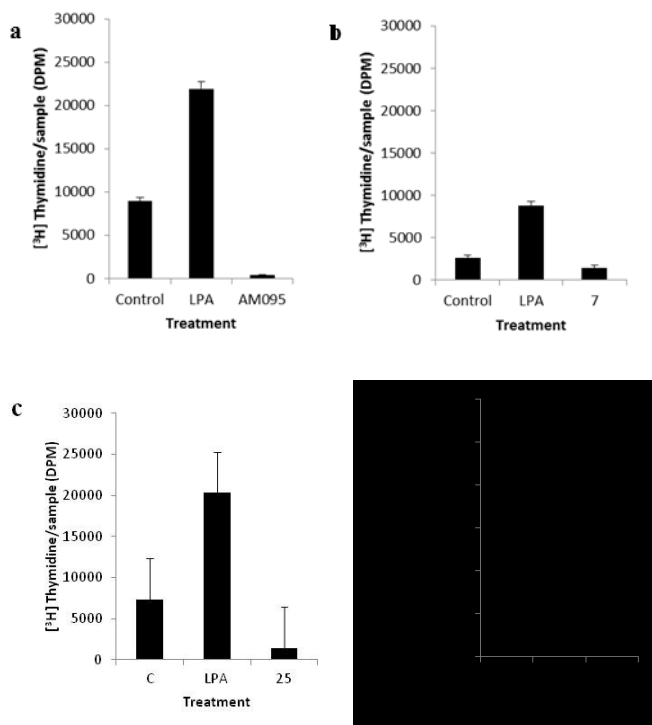 a
[³H] Thymidine/sample (DPM)
30000
25000
20000
15000
10000
5000
0
Control LPA AM095
Treatment
b
[³H] Thymidine/sample (DPM)
30000
25000
20000
15000
10000
5000
0
Control LPA 7
Treatment
c
[³H] Thymidine/sample (DPM)
30000
25000
20000
15000
10000
5000
0
C LPA 25
Treatment